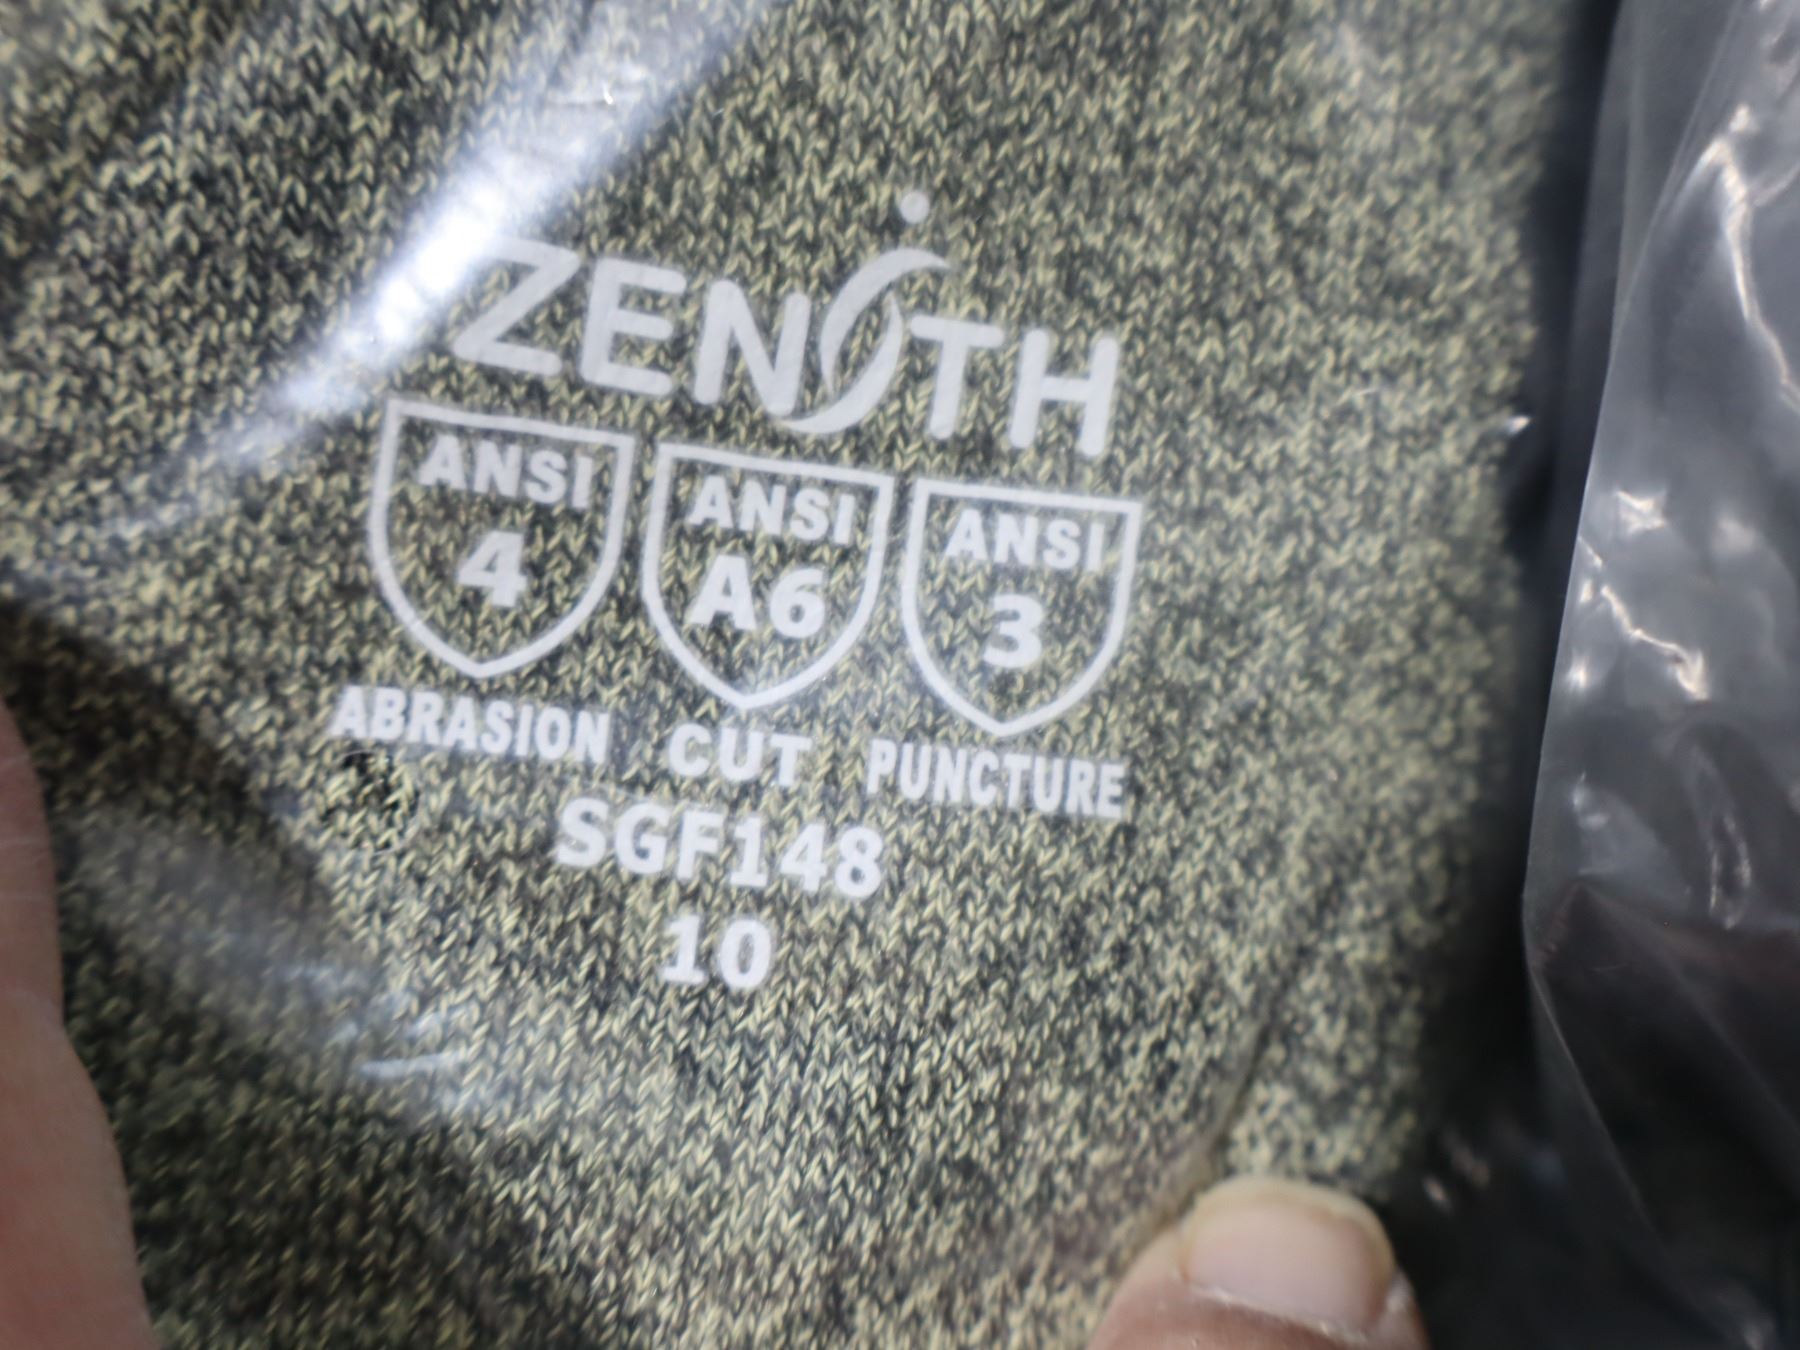 ZENITH
ANSI ANSI ANSI
4 A6 3
ABRASION CUT PUNCTURE
SGF148
10